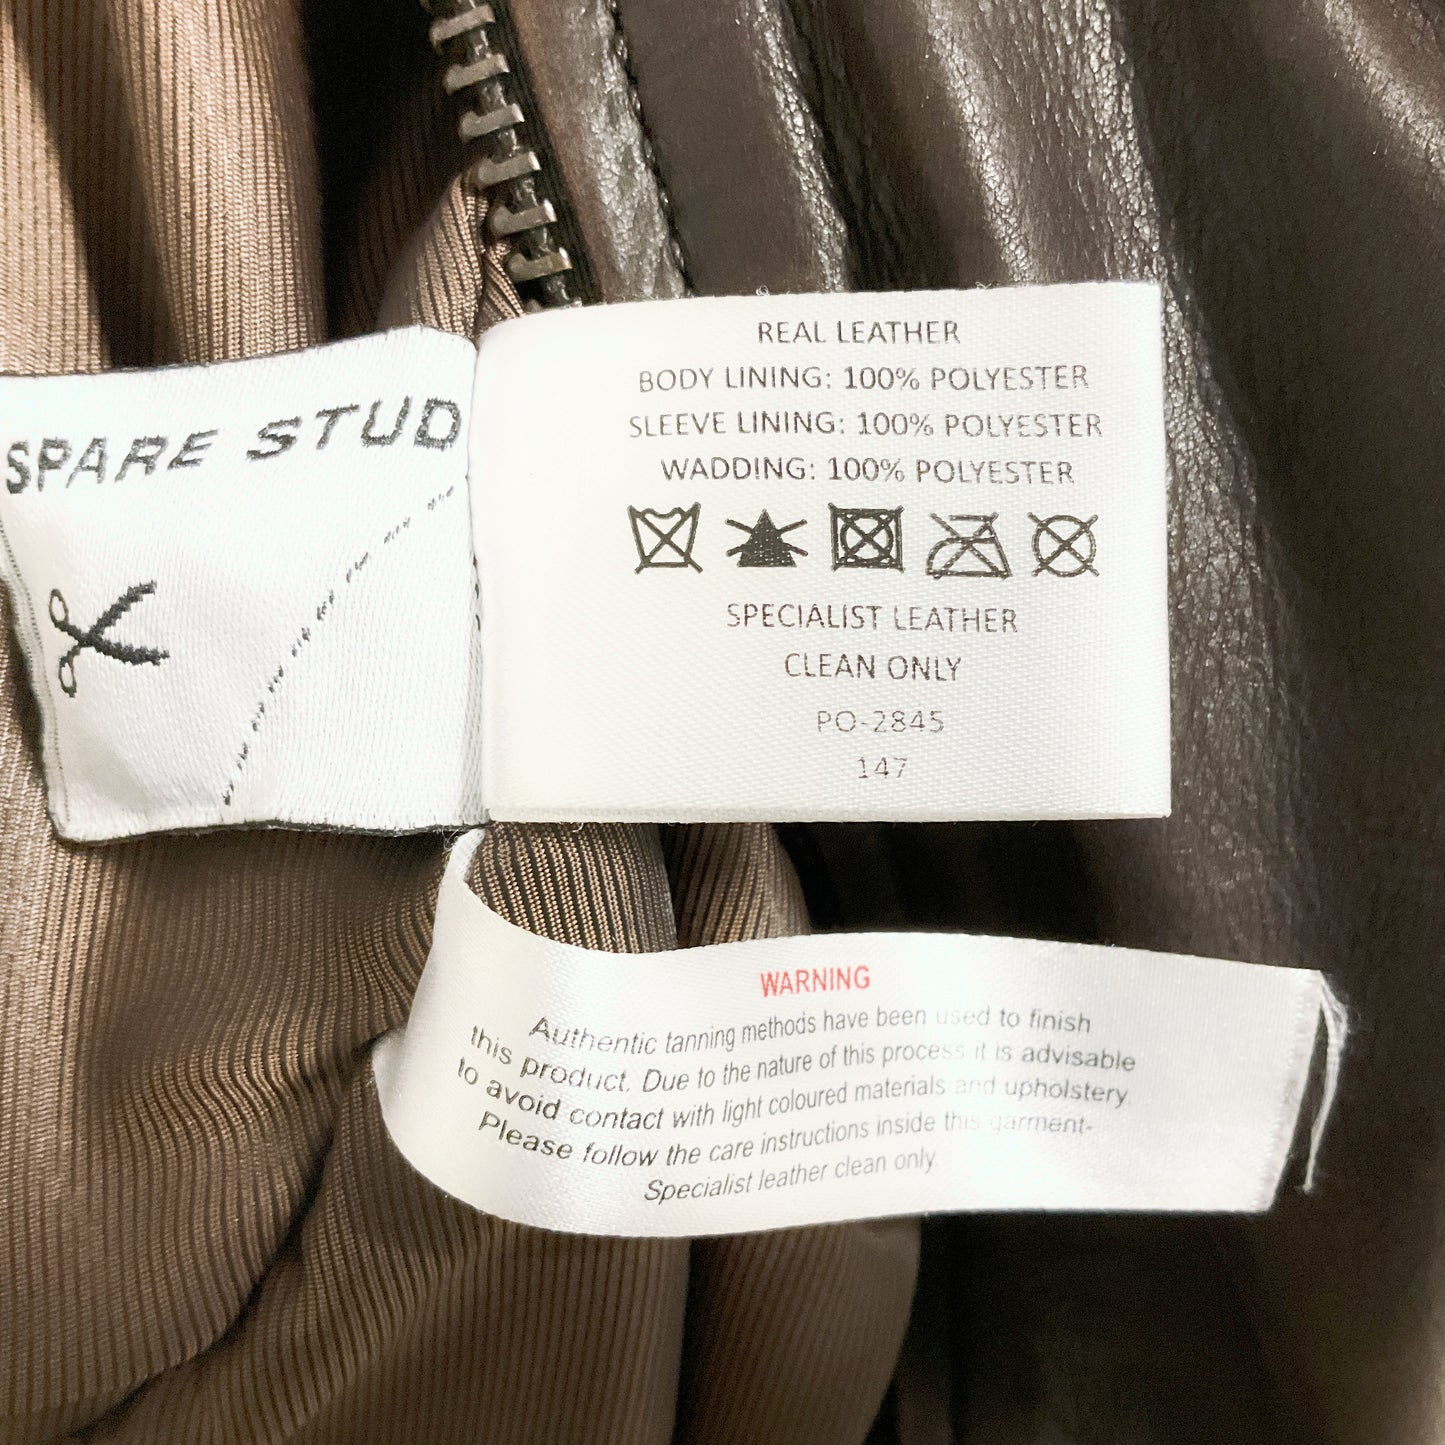 SPARE STUD
REAL LEATHER
BODY LINING: 100% POLYESTER
SLEEVE LINING: 100% POLYESTER
WADDING: 100% POLYESTER
SPECIALIST LEATHER
CLEAN ONLY
PO-2845
147
WARNING
Authentic tanning methods have been used to finish
this product. Due to the nature of this process it is advisable
to avoid contact with light coloured materials and upholstery.
Please follow the care instructions inside this garment-
Specialist leather clean only.